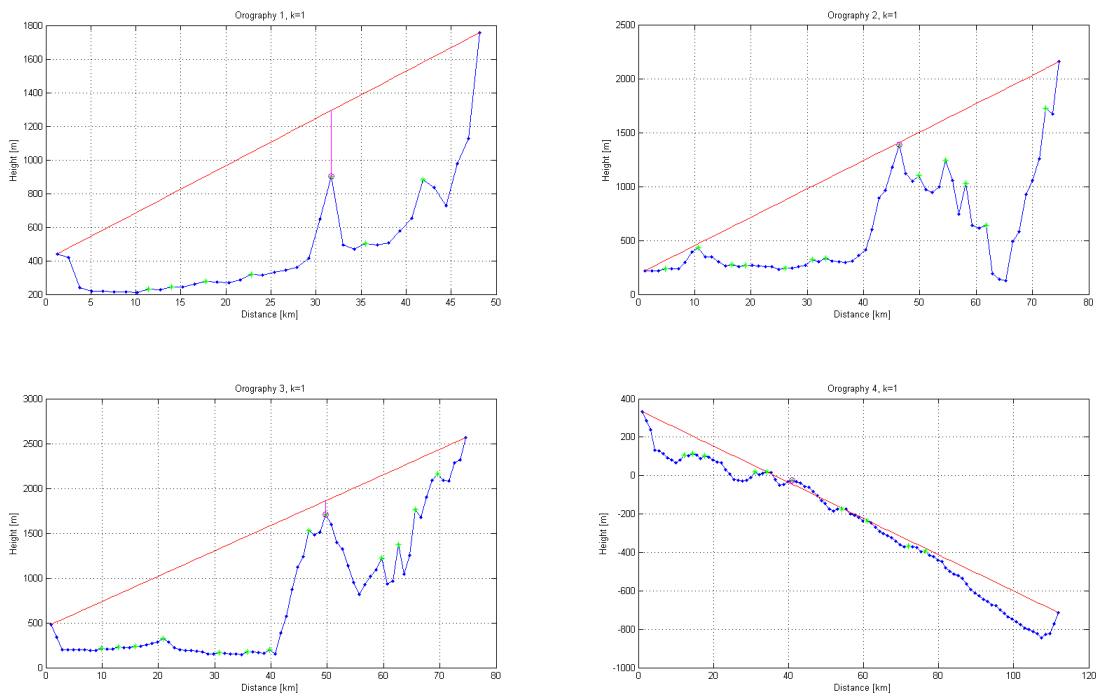 Orography 1, k=1
1800
1600
1400
1200
1000
800
600
400
200
Height [m]
0 5 10 15 20 25 30 35 40 45 50
Distance [km]
Orography 2, k=1
2500
2000
1500
1000
500
0
Height [m]
0 10 20 30 40 50 60 70 80
Distance [km]
Orography 3, k=1
3000
2500
2000
1500
1000
500
0
Height [m]
0 10 20 30 40 50 60 70 80
Distance [km]
Orography 4, k=1
400
200
0
-200
-400
-600
-800
-1000
Height [m]
0 20 40 60 80 100 120
Distance [km]